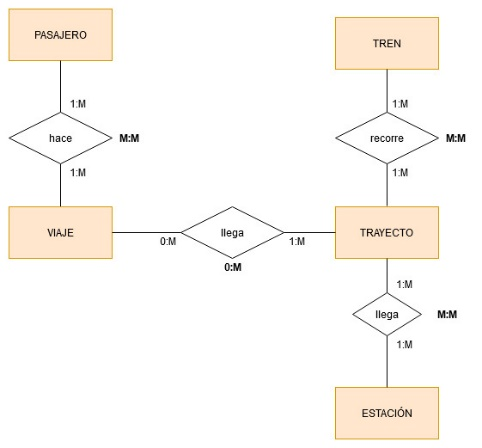 PASAJERO
TREN
1:M
1:M
hace
M:M
recorre
M:M
1:M
1:M
VIAJE
llega
TRAYECTO
0:M
1:M
0:M
1:M
llega
M:M
1:M
ESTACIÓN